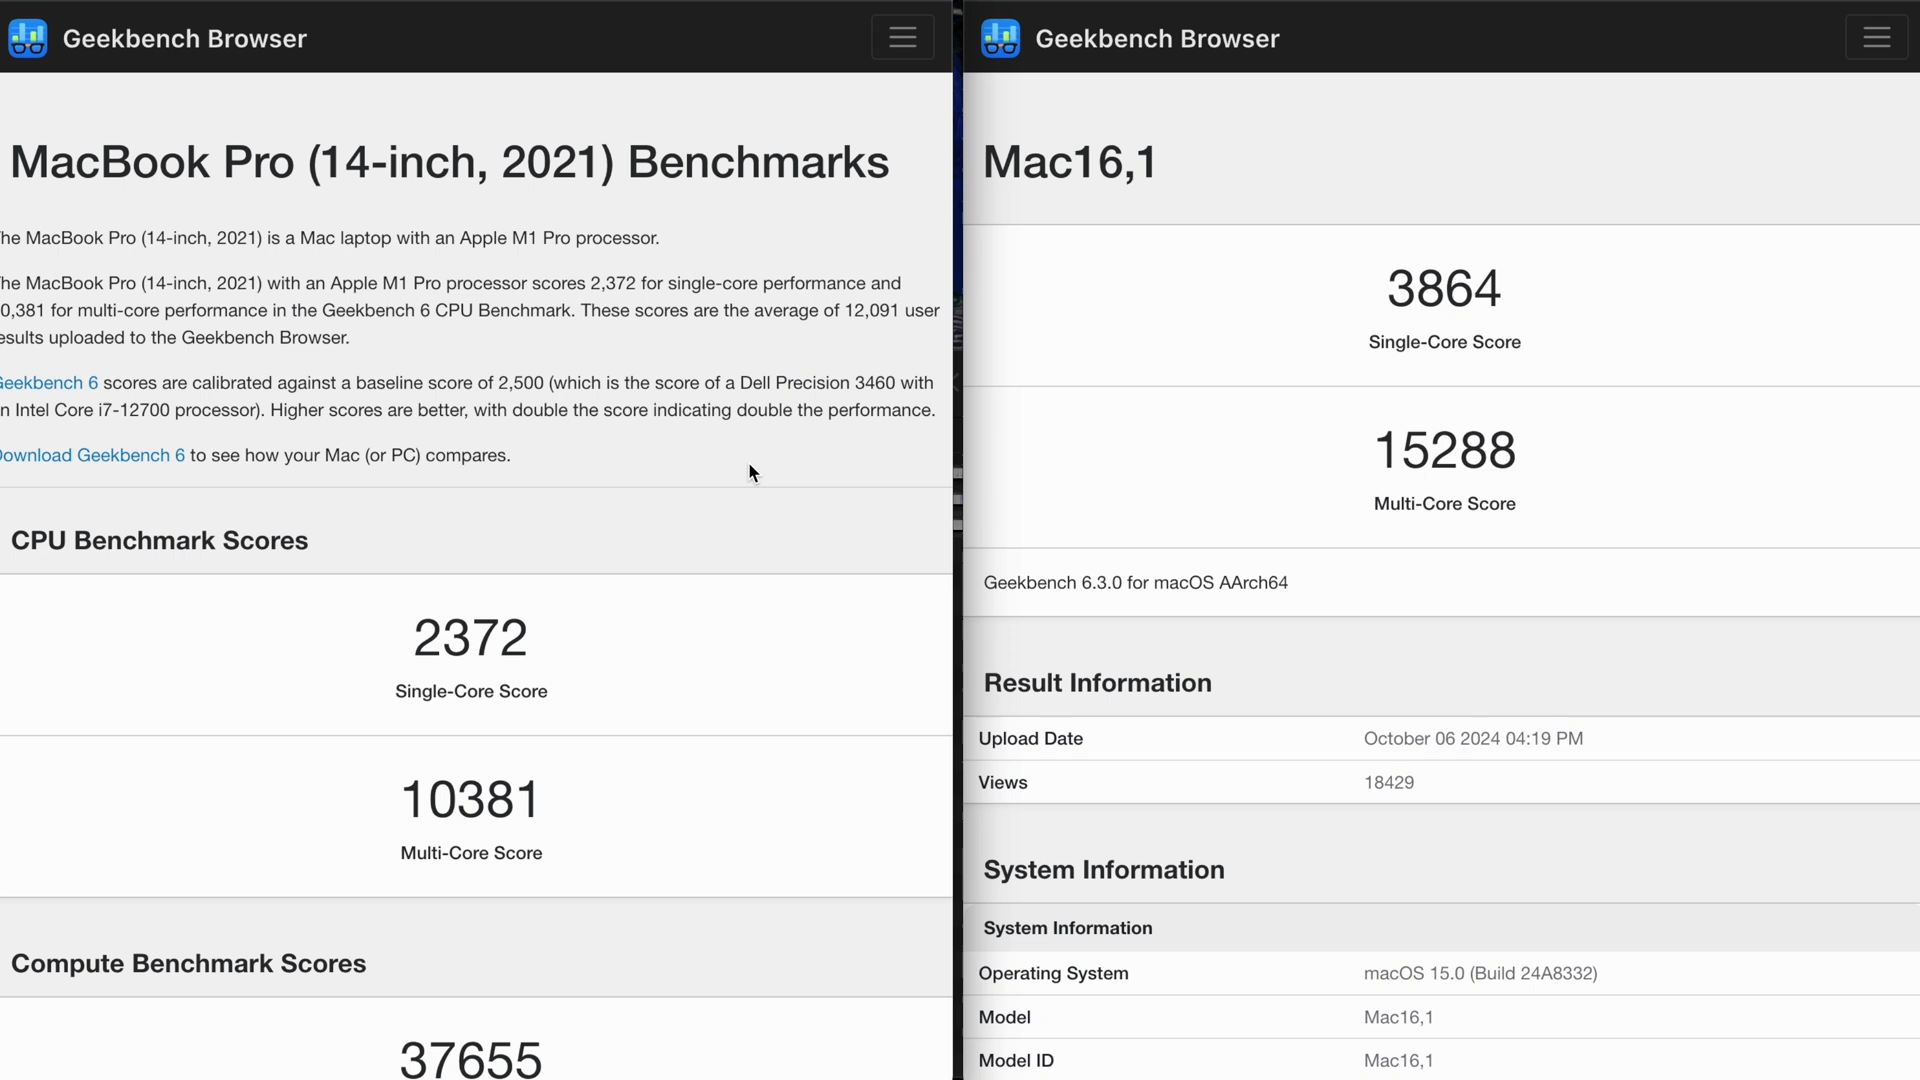 Geekbench Browser
MacBook Pro (14-inch, 2021) Benchmarks
he MacBook Pro (14-inch, 2021) is a Mac laptop with an Apple M1 Pro processor.
he MacBook Pro (14-inch, 2021) with an Apple M1 Pro processor scores 2,372 for single-core performance and
0,381 for multi-core performance in the Geekbench 6 CPU Benchmark. These scores are the average of 12,091 user
esults uploaded to the Geekbench Browser.
Geekbench 6 scores are calibrated against a baseline score of 2,500 (which is the score of a Dell Precision 3460 with
n Intel Core i7-12700 processor). Higher scores are better, with double the score indicating double the performance.
Download Geekbench 6 to see how your Mac (or PC) compares.
CPU Benchmark Scores
2372
Single-Core Score
10381
Multi-Core Score
Compute Benchmark Scores
37655
Geekbench Browser
Mac16,1
3864
Single-Core Score
15288
Multi-Core Score
Geekbench 6.3.0 for macOS AArch64
Result Information
Upload Date October 06 2024 04:19 PM
Views 18429
System Information
System Information
Operating System macOS 15.0 (Build 24A8332)
Model Mac16,1
Model ID Mac16,1